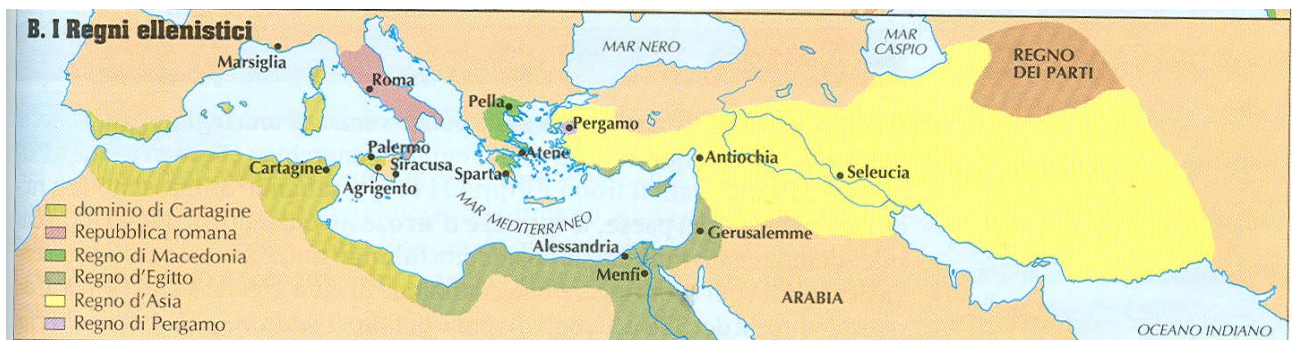 B. I Regni ellenistici
Marsiglia
Roma
MAR NERO
MAR
CASPIO
REGNO
DEI PARTI
Pella
Pergamo
Palermo
Atene
Cartagine
Siracusa
Sparta
Antiochia
Seleucia
Agrigento
MAR MEDITERRANEO
Alessandria
Gerusalemme
Menfi
ARABIA
OCEANO INDIANO
dominio di Cartagine
Repubblica romana
Regno di Macedonia
Regno d'Egitto
Regno d'Asia
Regno di Pergamo